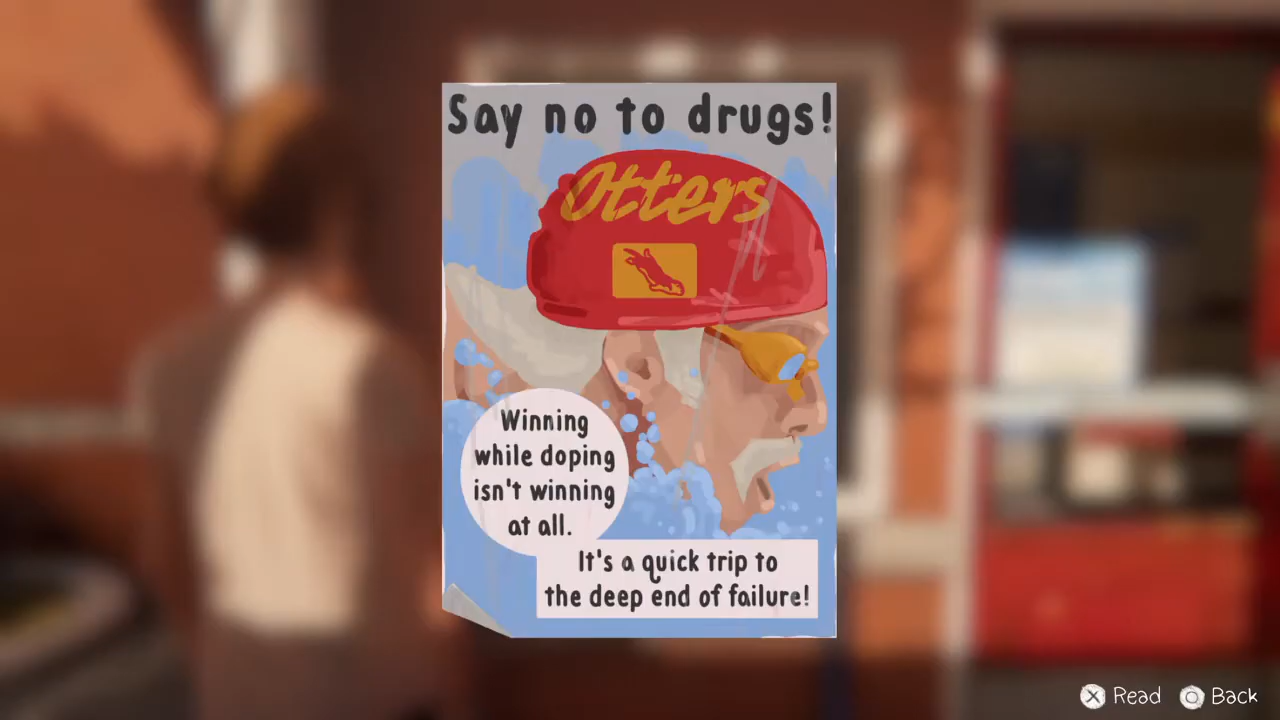 Say no to drugs!
Otters
Winning
while doping
isn't winning
at all.
It's a quick trip to
the deep end of failure!
Read
Back